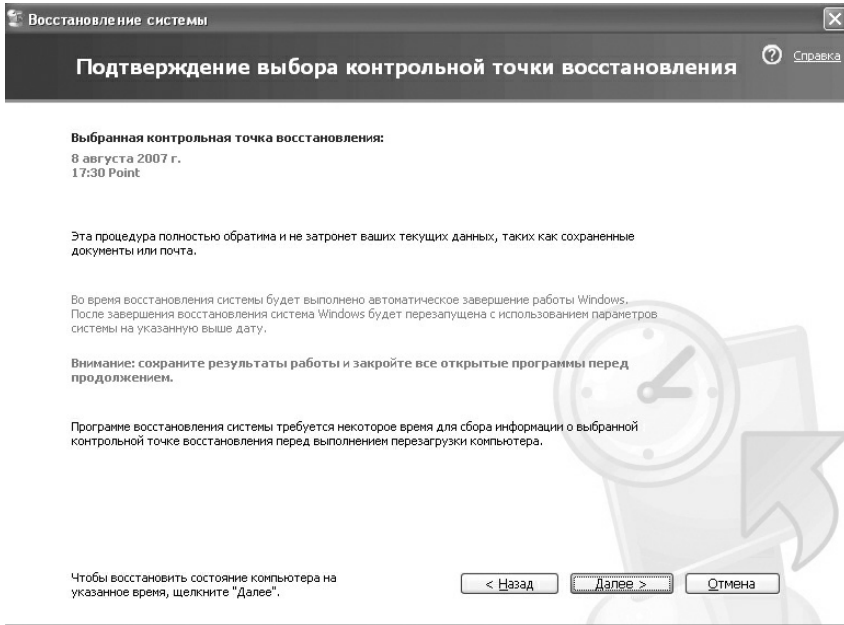 Восстановление системы
Подтверждение выбора контрольной точки восстановления
Справка
Выбранная контрольная точка восстановления:
8 августа 2007 г.
17:30 Point
Эта процедура полностью обратима и не затронет ваших текущих данных, таких как сохраненные
документы или почта.
Во время восстановления системы будет выполнено автоматическое завершение работы Windows.
После завершения восстановления система Windows будет перезапущена с использованием параметров
системы на указанную выше дату.
Внимание: сохраните результаты работы и закройте все открытые программы перед
продолжением.
Программе восстановления системы требуется некоторое время для сбора информации о выбранной
контрольной точке восстановления перед выполнением перезагрузки компьютера.
Чтобы восстановить состояние компьютера на
указанное время, щелкните "Далее".
< Назад
Далее >
Отмена